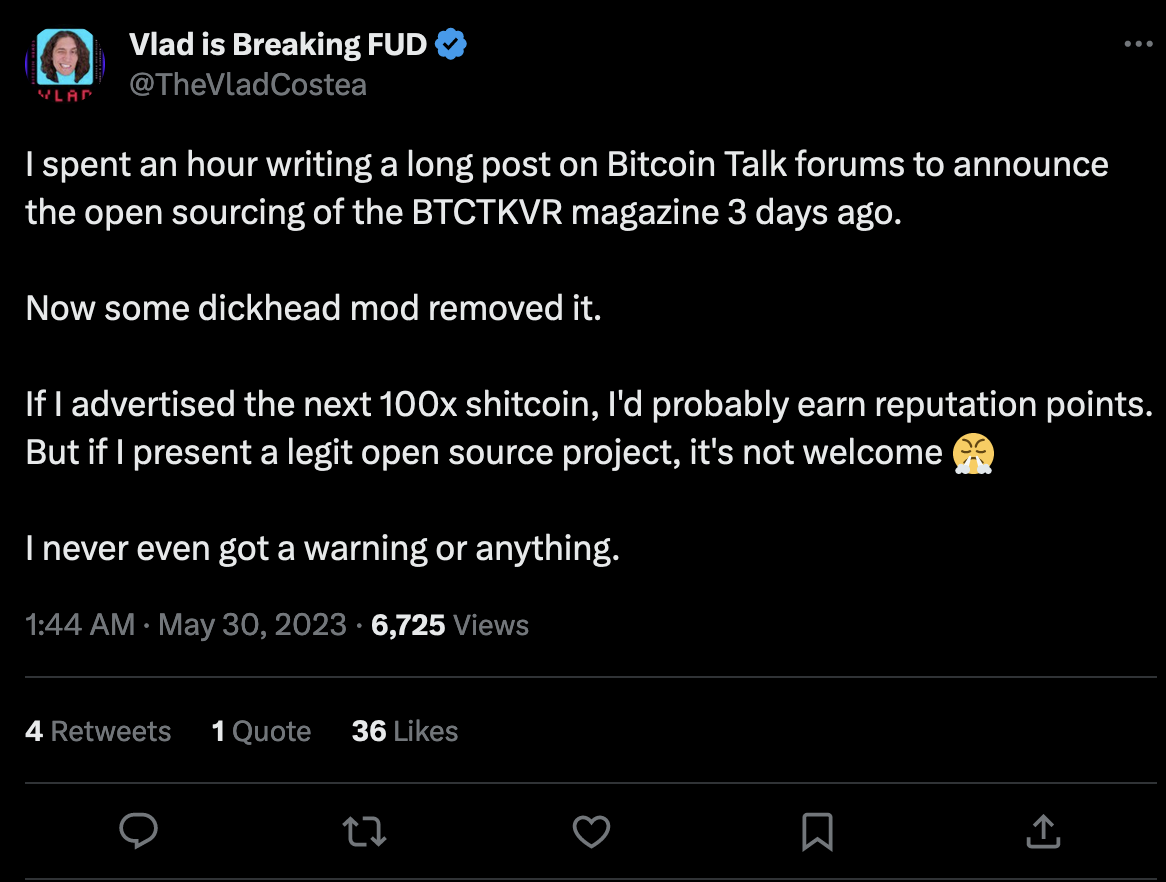 Vlad is Breaking FUD
@TheVladCostea
VLAD
I spent an hour writing a long post on Bitcoin Talk forums to announce
the open sourcing of the BTCTKVR magazine 3 days ago.
Now some dickhead mod removed it.
If I advertised the next 100x shitcoin, I'd probably earn reputation points.
But if I present a legit open source project, it's not welcome 😤
I never even got a warning or anything.
1:44 AM · May 30, 2023 · 6,725 Views
4 Retweets 1 Quote 36 Likes